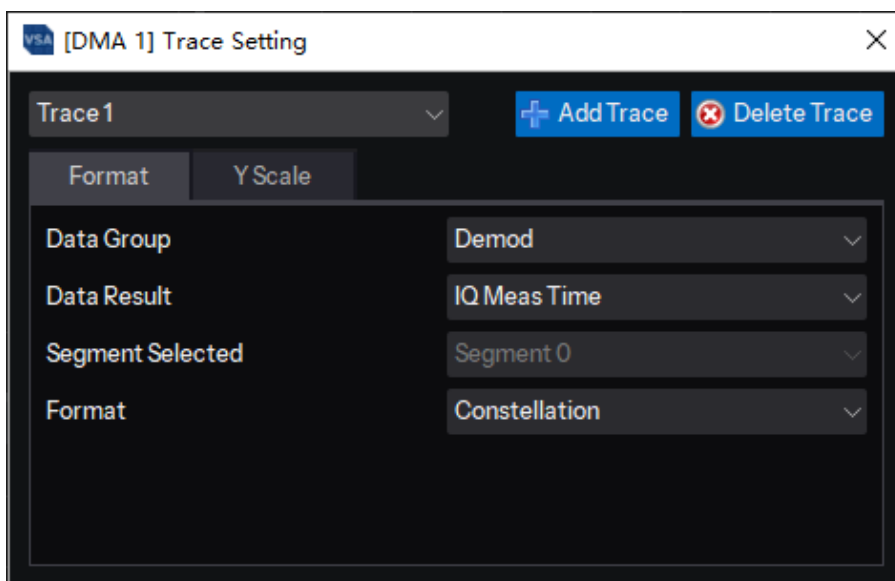 VSA [DMA 1] Trace Setting
Trace 1 Add Trace Delete Trace
Format Y Scale
Data Group Demod
Data Result IQ Meas Time
Segment Selected Segment 0
Format Constellation